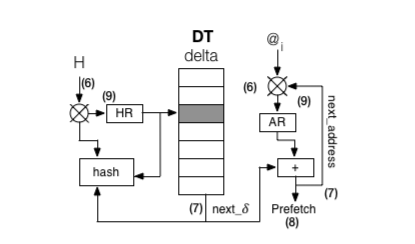 DT
delta
@i
H
(6)
(9)
(6)
(9)
HR
AR
next_address
hash
+
(7)
next_δ
(7)
Prefetch
(8)